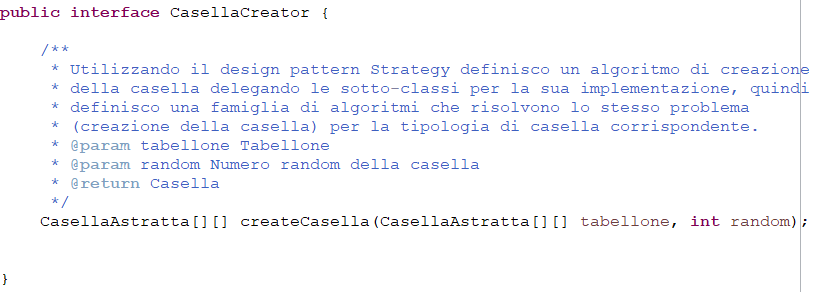 public interface CasellaCreator {
/**
* Utilizzando il design pattern Strategy definisco un algoritmo di creazione
* della casella delegando le sotto-classi per la sua implementazione, quindi
* definisco una famiglia di algoritmi che risolvono lo stesso problema
* (creazione della casella) per la tipologia di casella corrispondente.
* @param tabellone Tabellone
* @param random Numero random della casella
* @return Casella
*/
CasellaAstratta[][] createCasella(CasellaAstratta[][] tabellone, int random);
}